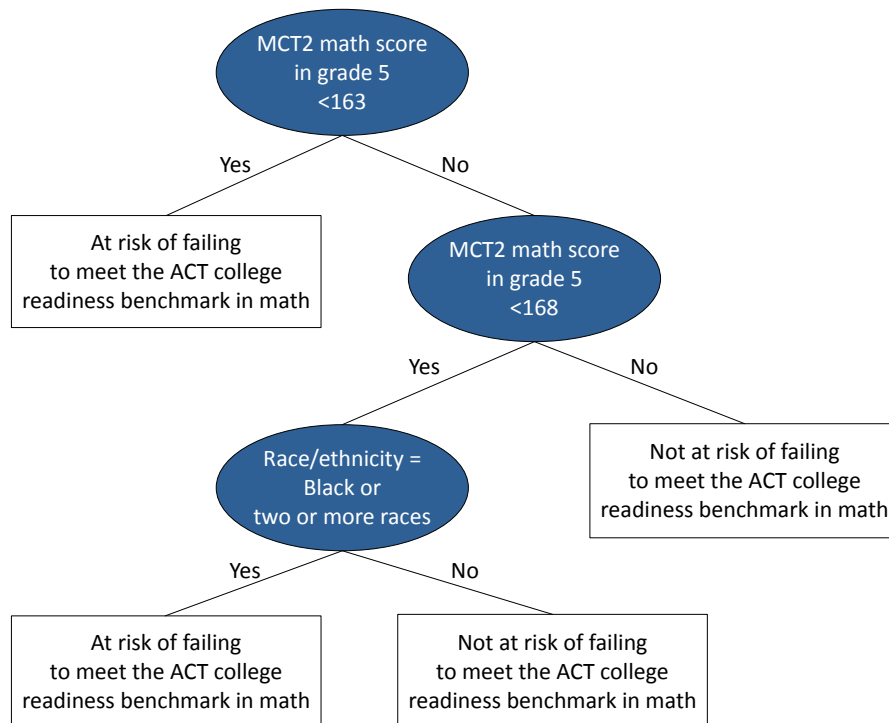 MCT2 math score
in grade 5
<163
Yes
No
At risk of failing
to meet the ACT college
readiness benchmark in math
MCT2 math score
in grade 5
<168
Yes
No
Race/ethnicity =
Black or
two or more races
Not at risk of failing
to meet the ACT college
readiness benchmark in math
Yes
No
At risk of failing
to meet the ACT college
readiness benchmark in math
Not at risk of failing
to meet the ACT college
readiness benchmark in math